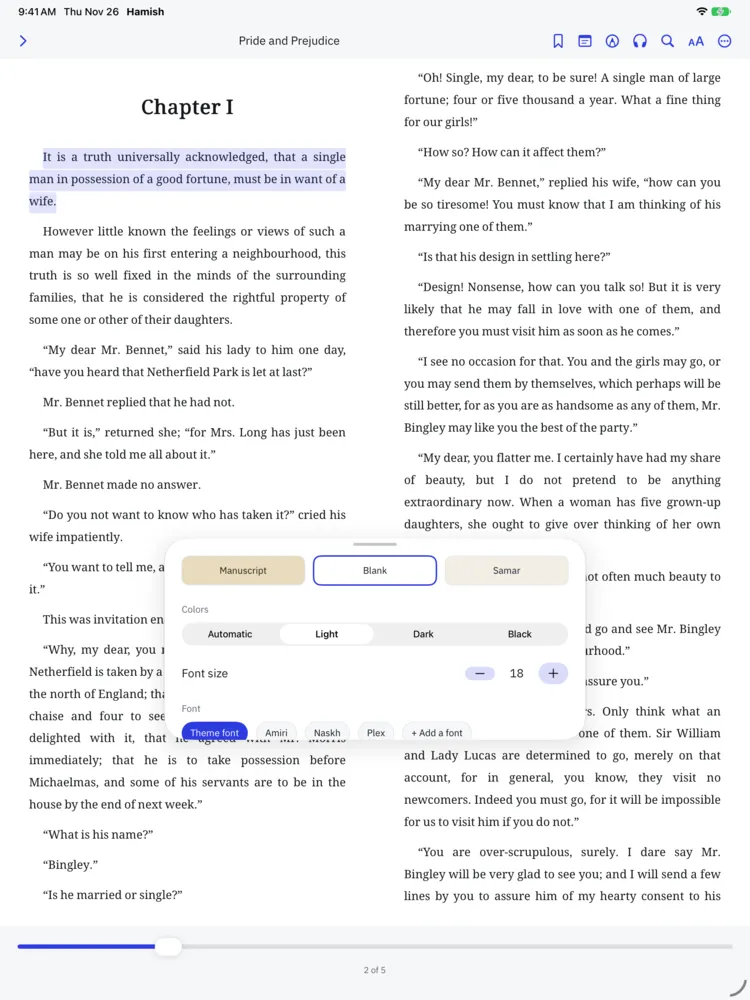 9:41 AM Thu Nov 26 Hamish
Pride and Prejudice
AA
Chapter I
It is a truth universally acknowledged, that a single
man in possession of a good fortune, must be in want of a
wife.
However little known the feelings or views of such a
man may be on his first entering a neighbourhood, this
truth is so well fixed in the minds of the surrounding
families, that he is considered the rightful property of
some one or other of their daughters.
“My dear Mr. Bennet,” said his lady to him one day,
“have you heard that Netherfield Park is let at last?”
Mr. Bennet replied that he had not.
“But it is,” returned she; “for Mrs. Long has just been
here, and she told me all about it.”
Mr. Bennet made no answer.
“Do you not want to know who has taken it?” cried his
wife impatiently.
“You want to tell me, a
it.”
This was invitation en
“Why, my dear, you
Netherfield is taken by a
the north of England; tha
chaise and four to see
delighted with it, that he agreed with Mr. Morris
immediately; that he is to take possession before
Michaelmas, and some of his servants are to be in the
house by the end of next week.”
“What is his name?”
“Bingley.”
“Is he married or single?”
“Oh! Single, my dear, to be sure! A single man of large
fortune; four or five thousand a year. What a fine thing
for our girls!”
“How so? How can it affect them?”
“My dear Mr. Bennet,” replied his wife, “how can you
be so tiresome! You must know that I am thinking of his
marrying one of them.”
“Is that his design in settling here?”
“Design! Nonsense, how can you talk so! But it is very
likely that he may fall in love with one of them, and
therefore you must visit him as soon as he comes.”
“I see no occasion for that. You and the girls may go, or
you may send them by themselves, which perhaps will be
still better, for as you are as handsome as any of them, Mr.
Bingley may like you the best of the party.”
“My dear, you flatter me. I certainly have had my share
of beauty, but I do not pretend to be anything
extraordinary now. When a woman has five grown-up
daughters, she ought to give over thinking of her own
ot often much beauty to
d go and see Mr. Bingley
rhood.”
assure you.”
rs. Only think what an
one of them. Sir William
and Lady Lucas are determined to go, merely on that
account, for in general, you know, they visit no
newcomers. Indeed you must go, for it will be impossible
for us to visit him if you do not.”
“You are over-scrupulous, surely. I dare say Mr.
Bingley will be very glad to see you; and I will send a few
lines by you to assure him of my hearty consent to his
Manuscript Blank Samar
Colors
Automatic Light Dark Black
Font size — 18 +
Font
Theme font Amiri Naskh Plex + Add a font
2 of 5